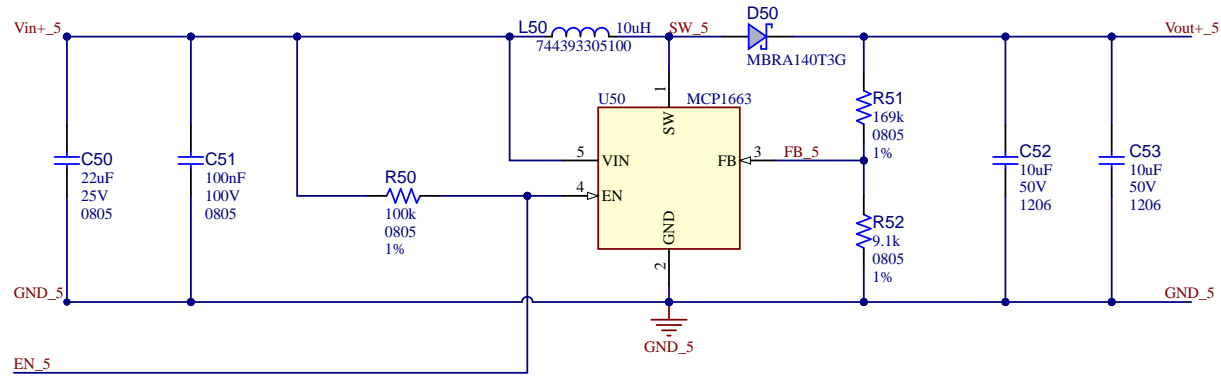 Vin+_5
L50
10uH
744393305100
SW_5
D50
MBRA140T3G
Vout+_5
C50
22uF
25V
0805
C51
100nF
100V
0805
R50
100k
0805
1%
U50
MCP1663
1
SW
5
VIN
4
EN
FB
3
FB_5
GND
2
R51
169k
0805
1%
R52
9.1k
0805
1%
C52
10uF
50V
1206
C53
10uF
50V
1206
GND_5
GND_5
GND_5
EN_5